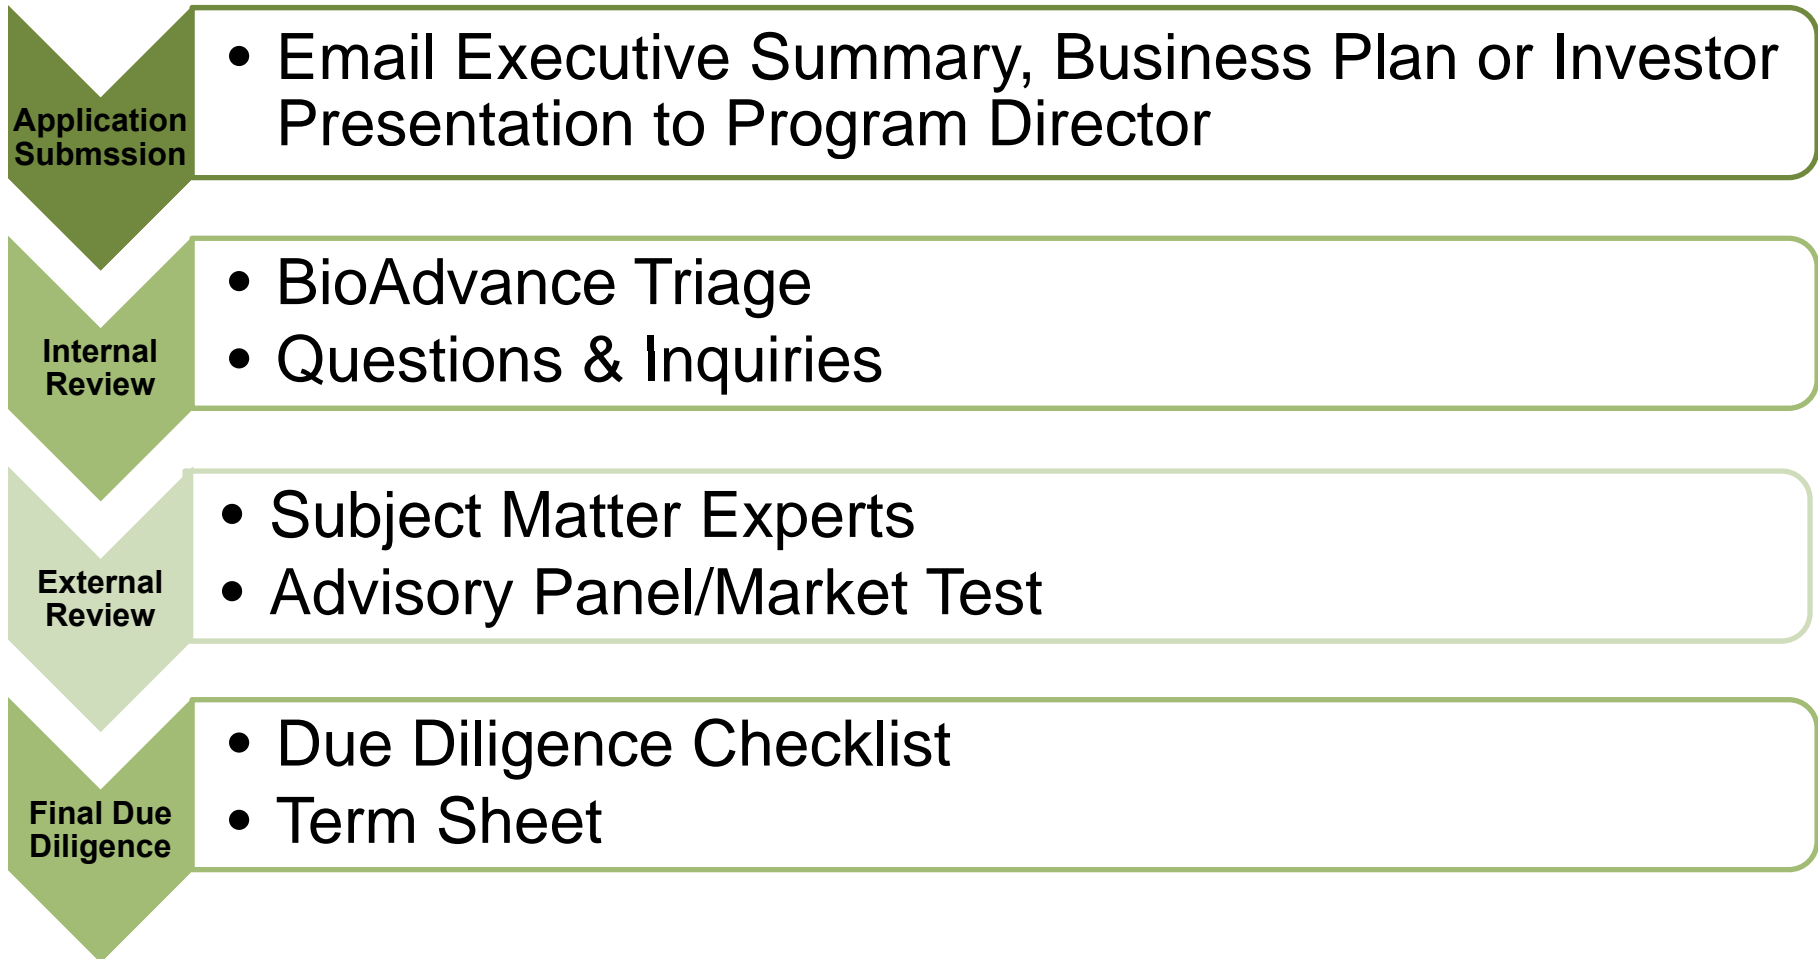 Application
Submssion
• Email Executive Summary, Business Plan or Investor
Presentation to Program Director
Internal
Review
• BioAdvance Triage
• Questions & Inquiries
External
Review
• Subject Matter Experts
• Advisory Panel/Market Test
Final Due
Diligence
• Due Diligence Checklist
• Term Sheet